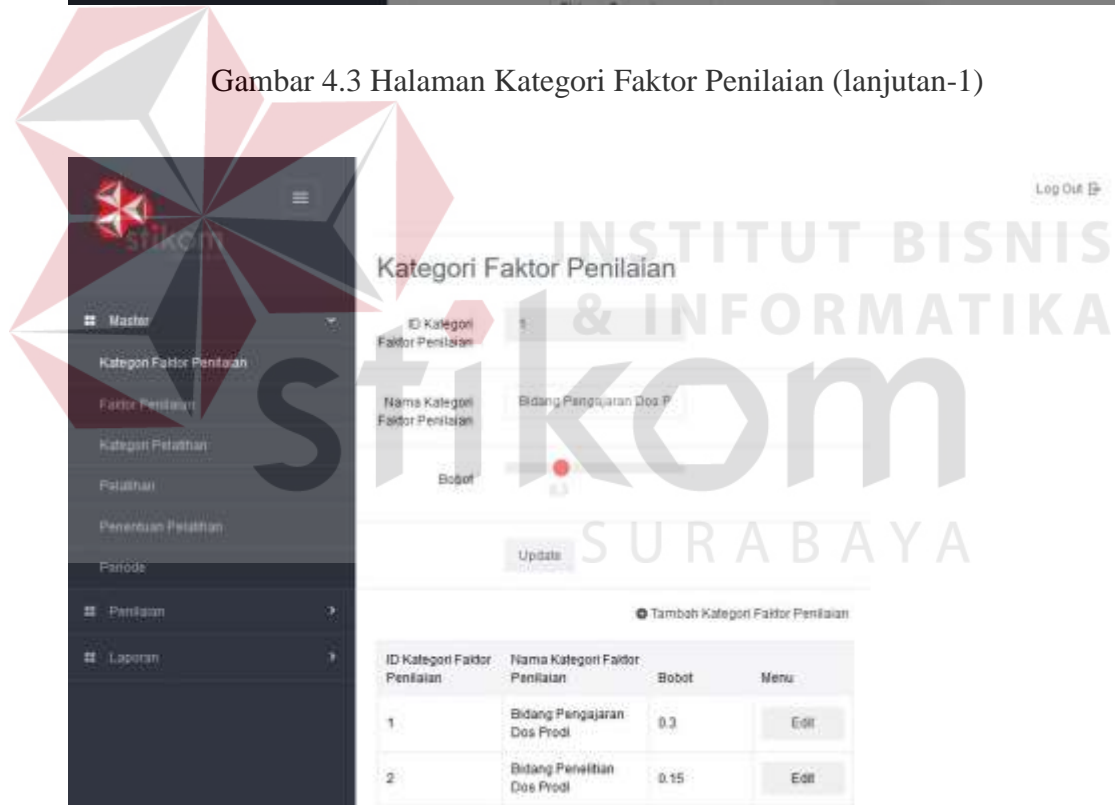 Gambar 4.3 Halaman Kategori Faktor Penilaian (lanjutan-1)
stikom
Log Out
INSTITUT BISNIS
& INFORMATIKA
stikom
SURABAYA
Kategori Faktor Penilaian
Master
Kategori Faktor Penilaian
Faktor Penilaian
Kategori Pelatihan
Pelatihan
Penentuan Pelatihan
Periode
Penilaian
Laporan
ID Kategori
Faktor Penilaian
1
Nama Kategori
Faktor Penilaian
Bidang Pengajaran Dos P
Bobot
0.3
Update
Tambah Kategori Faktor Penilaian
ID Kategori Faktor Penilaian Nama Kategori Faktor Penilaian Bobot Menu
1 Bidang Pengajaran Dos Prodi 0.3 Edit
2 Bidang Penelitian Dos Prodi 0.15 Edit